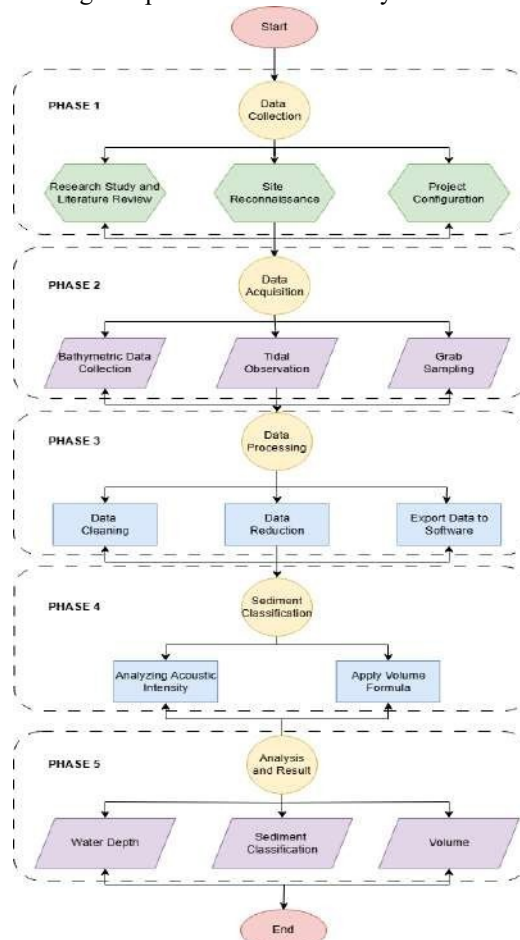 Start
PHASE 1
Data
Collection
Research Study and
Literature Review
Site
Reconnaissance
Project
Configuration
PHASE 2
Data
Acquisition
Bathymetric Data
Collection
Tidal
Observation
Grab
Sampling
PHASE 3
Data
Processing
Data
Cleaning
Data
Reduction
Export Data to
Software
PHASE 4
Sediment
Classification
Analyzing Acoustic
Intensity
Apply Volume
Formula
PHASE 5
Analysis
and Result
Water Depth
Sediment
Classification
Volume
End